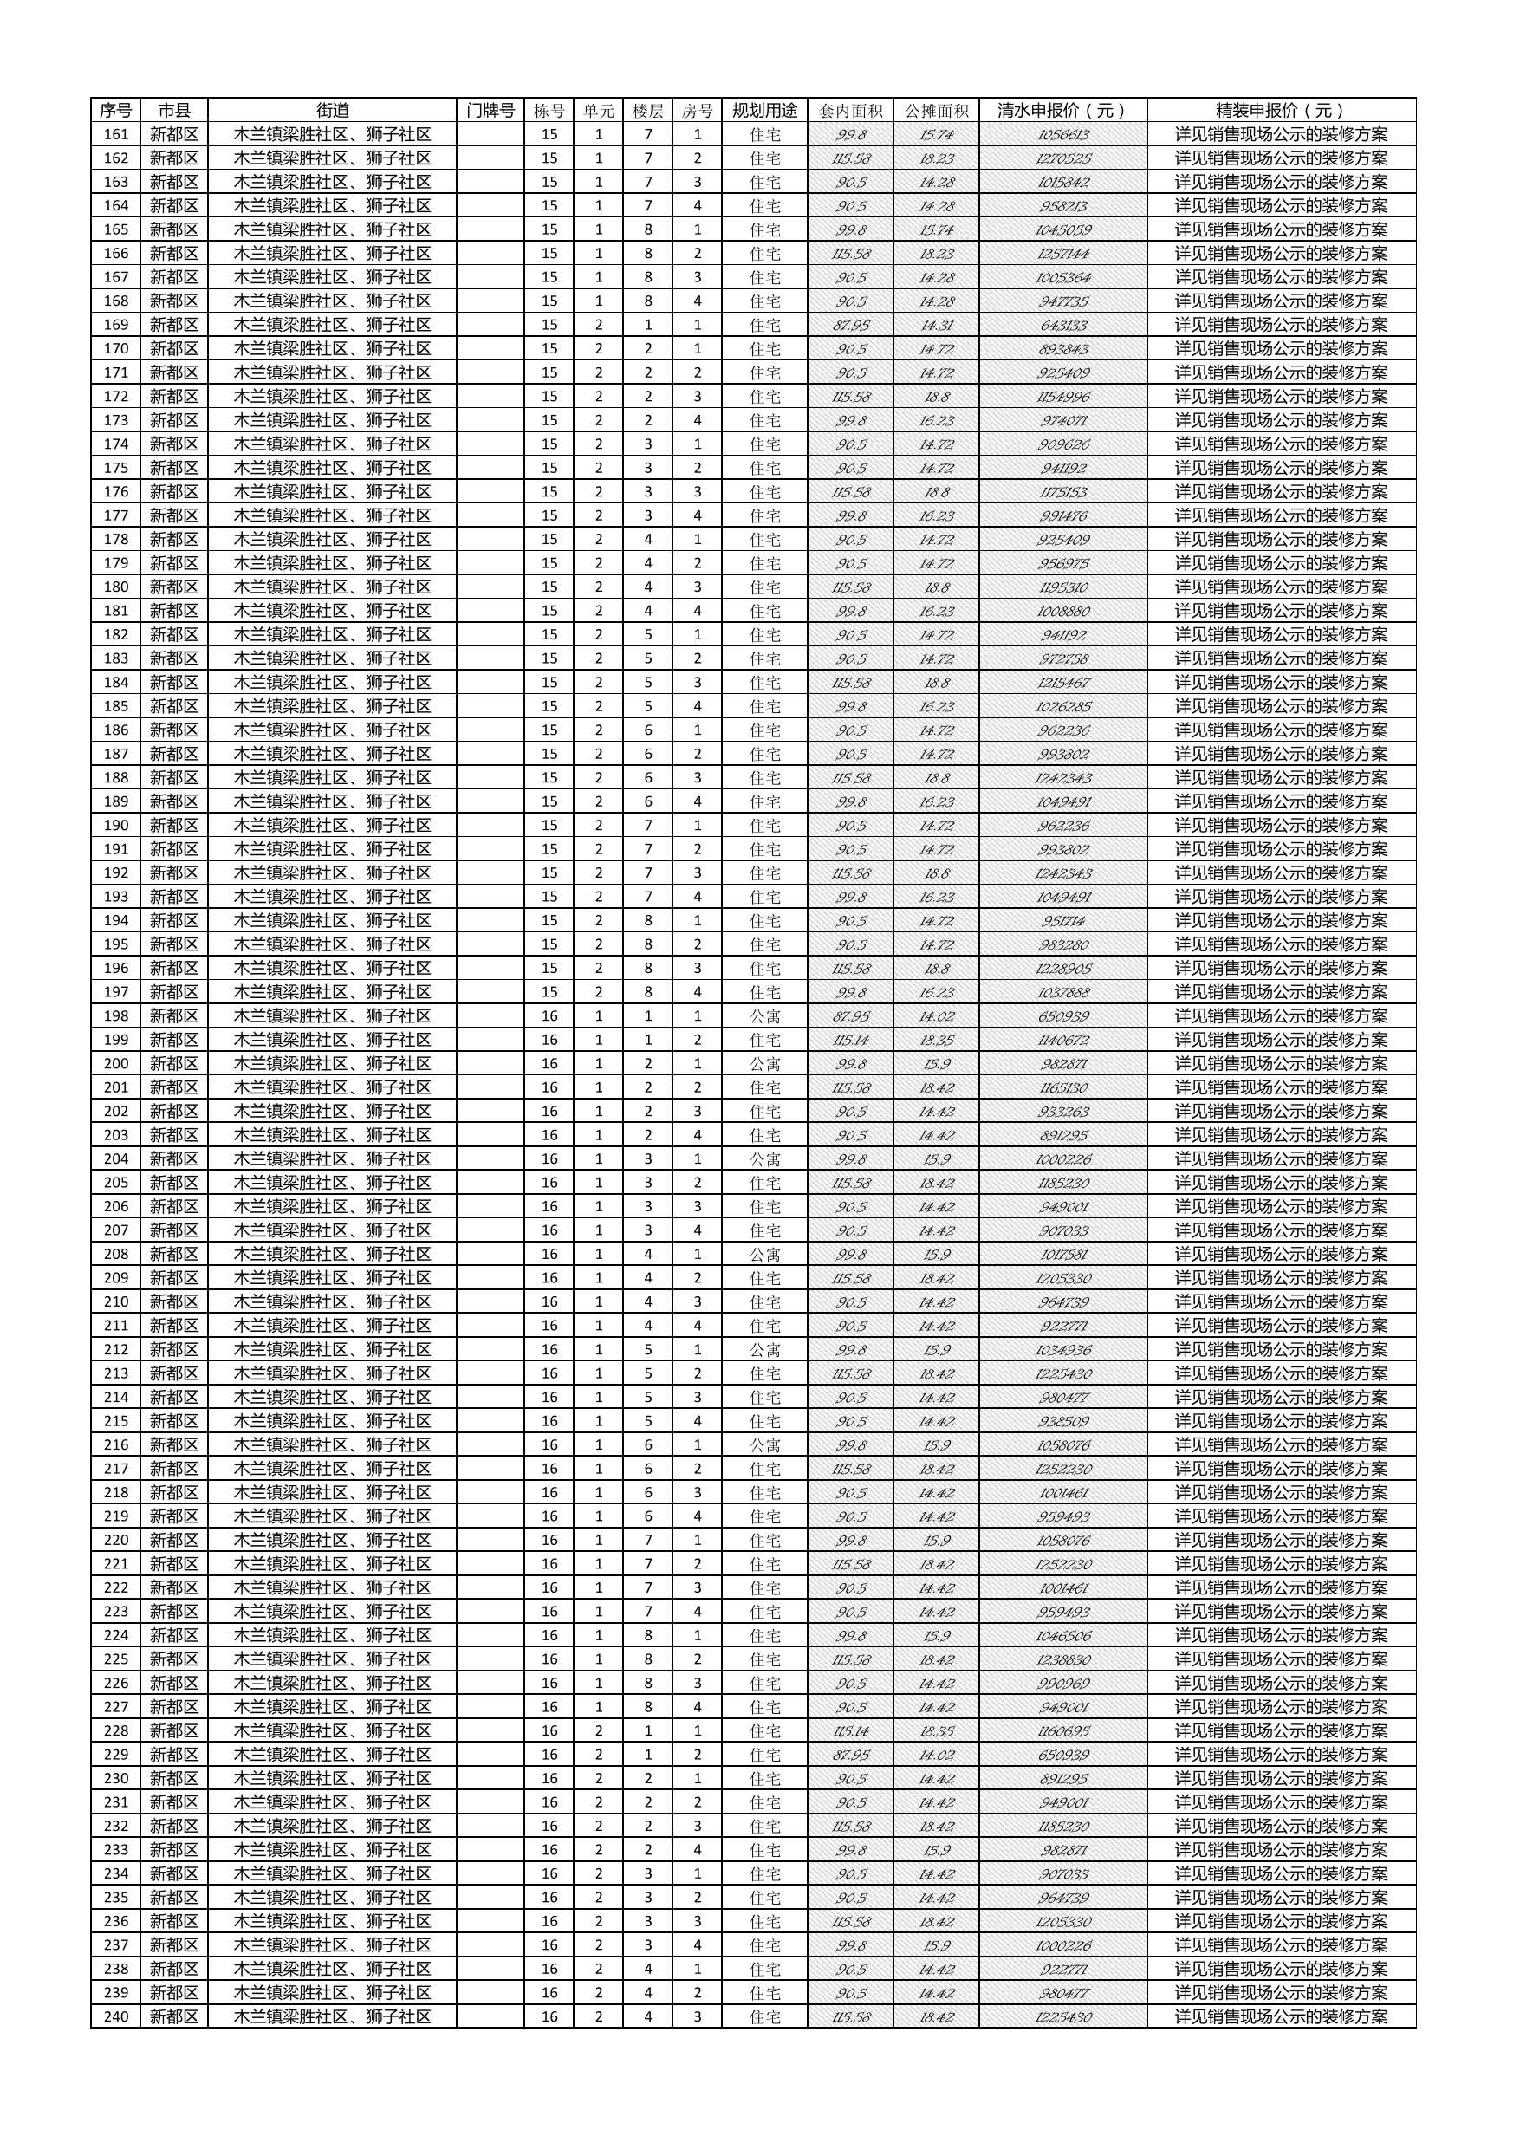 序号 市县 街道 门牌号 栋号 单元 楼层 房号 规划用途 套内面积 公摊面积 清水申报价（元） 精装申报价（元）
161 新都区 木兰镇梁胜社区、狮子社区 15 1 7 1 住宅 99.8 15.74 1056613 详见销售现场公示的装修方案
162 新都区 木兰镇梁胜社区、狮子社区 15 1 7 2 住宅 115.58 18.23 1270525 详见销售现场公示的装修方案
163 新都区 木兰镇梁胜社区、狮子社区 15 1 7 3 住宅 90.5 14.28 1015842 详见销售现场公示的装修方案
164 新都区 木兰镇梁胜社区、狮子社区 15 1 7 4 住宅 90.5 14.28 958213 详见销售现场公示的装修方案
165 新都区 木兰镇梁胜社区、狮子社区 15 1 8 1 住宅 99.8 15.74 1045059 详见销售现场公示的装修方案
166 新都区 木兰镇梁胜社区、狮子社区 15 1 8 2 住宅 115.58 18.23 1257144 详见销售现场公示的装修方案
167 新都区 木兰镇梁胜社区、狮子社区 15 1 8 3 住宅 90.5 14.28 1005364 详见销售现场公示的装修方案
168 新都区 木兰镇梁胜社区、狮子社区 15 1 8 4 住宅 90.5 14.28 947735 详见销售现场公示的装修方案
169 新都区 木兰镇梁胜社区、狮子社区 15 2 1 1 住宅 87.95 14.31 643133 详见销售现场公示的装修方案
170 新都区 木兰镇梁胜社区、狮子社区 15 2 2 1 住宅 90.5 14.72 893843 详见销售现场公示的装修方案
171 新都区 木兰镇梁胜社区、狮子社区 15 2 2 2 住宅 90.5 14.72 925409 详见销售现场公示的装修方案
172 新都区 木兰镇梁胜社区、狮子社区 15 2 2 3 住宅 115.58 18.8 1154996 详见销售现场公示的装修方案
173 新都区 木兰镇梁胜社区、狮子社区 15 2 2 4 住宅 99.8 16.23 974071 详见销售现场公示的装修方案
174 新都区 木兰镇梁胜社区、狮子社区 15 2 3 1 住宅 90.5 14.72 909626 详见销售现场公示的装修方案
175 新都区 木兰镇梁胜社区、狮子社区 15 2 3 2 住宅 90.5 14.72 941192 详见销售现场公示的装修方案
176 新都区 木兰镇梁胜社区、狮子社区 15 2 3 3 住宅 115.58 18.8 1175153 详见销售现场公示的装修方案
177 新都区 木兰镇梁胜社区、狮子社区 15 2 3 4 住宅 99.8 16.23 991476 详见销售现场公示的装修方案
178 新都区 木兰镇梁胜社区、狮子社区 15 2 4 1 住宅 90.5 14.72 925409 详见销售现场公示的装修方案
179 新都区 木兰镇梁胜社区、狮子社区 15 2 4 2 住宅 90.5 14.72 956975 详见销售现场公示的装修方案
180 新都区 木兰镇梁胜社区、狮子社区 15 2 4 3 住宅 115.58 18.8 1195310 详见销售现场公示的装修方案
181 新都区 木兰镇梁胜社区、狮子社区 15 2 4 4 住宅 99.8 16.23 1008880 详见销售现场公示的装修方案
182 新都区 木兰镇梁胜社区、狮子社区 15 2 5 1 住宅 90.5 14.72 941192 详见销售现场公示的装修方案
183 新都区 木兰镇梁胜社区、狮子社区 15 2 5 2 住宅 90.5 14.72 972758 详见销售现场公示的装修方案
184 新都区 木兰镇梁胜社区、狮子社区 15 2 5 3 住宅 115.58 18.8 1215467 详见销售现场公示的装修方案
185 新都区 木兰镇梁胜社区、狮子社区 15 2 5 4 住宅 99.8 16.23 1026285 详见销售现场公示的装修方案
186 新都区 木兰镇梁胜社区、狮子社区 15 2 6 1 住宅 90.5 14.72 962236 详见销售现场公示的装修方案
187 新都区 木兰镇梁胜社区、狮子社区 15 2 6 2 住宅 90.5 14.72 993802 详见销售现场公示的装修方案
188 新都区 木兰镇梁胜社区、狮子社区 15 2 6 3 住宅 115.58 18.8 1242343 详见销售现场公示的装修方案
189 新都区 木兰镇梁胜社区、狮子社区 15 2 6 4 住宅 99.8 16.23 1049491 详见销售现场公示的装修方案
190 新都区 木兰镇梁胜社区、狮子社区 15 2 7 1 住宅 90.5 14.72 962236 详见销售现场公示的装修方案
191 新都区 木兰镇梁胜社区、狮子社区 15 2 7 2 住宅 90.5 14.72 993802 详见销售现场公示的装修方案
192 新都区 木兰镇梁胜社区、狮子社区 15 2 7 3 住宅 115.58 18.8 1242343 详见销售现场公示的装修方案
193 新都区 木兰镇梁胜社区、狮子社区 15 2 7 4 住宅 99.8 16.23 1049491 详见销售现场公示的装修方案
194 新都区 木兰镇梁胜社区、狮子社区 15 2 8 1 住宅 90.5 14.72 951714 详见销售现场公示的装修方案
195 新都区 木兰镇梁胜社区、狮子社区 15 2 8 2 住宅 90.5 14.72 983280 详见销售现场公示的装修方案
196 新都区 木兰镇梁胜社区、狮子社区 15 2 8 3 住宅 115.58 18.8 1228905 详见销售现场公示的装修方案
197 新都区 木兰镇梁胜社区、狮子社区 15 2 8 4 住宅 99.8 16.23 1037888 详见销售现场公示的装修方案
198 新都区 木兰镇梁胜社区、狮子社区 16 1 1 1 公寓 87.95 14.02 650939 详见销售现场公示的装修方案
199 新都区 木兰镇梁胜社区、狮子社区 16 1 1 2 住宅 115.14 18.35 1140672 详见销售现场公示的装修方案
200 新都区 木兰镇梁胜社区、狮子社区 16 1 2 1 公寓 99.8 15.9 982871 详见销售现场公示的装修方案
201 新都区 木兰镇梁胜社区、狮子社区 16 1 2 2 住宅 115.58 18.42 1165130 详见销售现场公示的装修方案
202 新都区 木兰镇梁胜社区、狮子社区 16 1 2 3 住宅 90.5 14.42 933263 详见销售现场公示的装修方案
203 新都区 木兰镇梁胜社区、狮子社区 16 1 2 4 住宅 90.5 14.42 891295 详见销售现场公示的装修方案
204 新都区 木兰镇梁胜社区、狮子社区 16 1 3 1 公寓 99.8 15.9 1000226 详见销售现场公示的装修方案
205 新都区 木兰镇梁胜社区、狮子社区 16 1 3 2 住宅 115.58 18.42 1185230 详见销售现场公示的装修方案
206 新都区 木兰镇梁胜社区、狮子社区 16 1 3 3 住宅 90.5 14.42 949001 详见销售现场公示的装修方案
207 新都区 木兰镇梁胜社区、狮子社区 16 1 3 4 住宅 90.5 14.42 907033 详见销售现场公示的装修方案
208 新都区 木兰镇梁胜社区、狮子社区 16 1 4 1 公寓 99.8 15.9 1017581 详见销售现场公示的装修方案
209 新都区 木兰镇梁胜社区、狮子社区 16 1 4 2 住宅 115.58 18.42 1205330 详见销售现场公示的装修方案
210 新都区 木兰镇梁胜社区、狮子社区 16 1 4 3 住宅 90.5 14.42 964739 详见销售现场公示的装修方案
211 新都区 木兰镇梁胜社区、狮子社区 16 1 4 4 住宅 90.5 14.42 922771 详见销售现场公示的装修方案
212 新都区 木兰镇梁胜社区、狮子社区 16 1 5 1 公寓 99.8 15.9 1034936 详见销售现场公示的装修方案
213 新都区 木兰镇梁胜社区、狮子社区 16 1 5 2 住宅 115.58 18.42 1225430 详见销售现场公示的装修方案
214 新都区 木兰镇梁胜社区、狮子社区 16 1 5 3 住宅 90.5 14.42 980477 详见销售现场公示的装修方案
215 新都区 木兰镇梁胜社区、狮子社区 16 1 5 4 住宅 90.5 14.42 938509 详见销售现场公示的装修方案
216 新都区 木兰镇梁胜社区、狮子社区 16 1 6 1 公寓 99.8 15.9 1058076 详见销售现场公示的装修方案
217 新都区 木兰镇梁胜社区、狮子社区 16 1 6 2 住宅 115.58 18.42 1252230 详见销售现场公示的装修方案
218 新都区 木兰镇梁胜社区、狮子社区 16 1 6 3 住宅 90.5 14.42 1001461 详见销售现场公示的装修方案
219 新都区 木兰镇梁胜社区、狮子社区 16 1 6 4 住宅 90.5 14.42 959493 详见销售现场公示的装修方案
220 新都区 木兰镇梁胜社区、狮子社区 16 1 7 1 住宅 99.8 15.9 1058076 详见销售现场公示的装修方案
221 新都区 木兰镇梁胜社区、狮子社区 16 1 7 2 住宅 115.58 18.42 1252230 详见销售现场公示的装修方案
222 新都区 木兰镇梁胜社区、狮子社区 16 1 7 3 住宅 90.5 14.42 1001461 详见销售现场公示的装修方案
223 新都区 木兰镇梁胜社区、狮子社区 16 1 7 4 住宅 90.5 14.42 959493 详见销售现场公示的装修方案
224 新都区 木兰镇梁胜社区、狮子社区 16 1 8 1 住宅 99.8 15.9 1046506 详见销售现场公示的装修方案
225 新都区 木兰镇梁胜社区、狮子社区 16 1 8 2 住宅 115.58 18.42 1238830 详见销售现场公示的装修方案
226 新都区 木兰镇梁胜社区、狮子社区 16 1 8 3 住宅 90.5 14.42 990969 详见销售现场公示的装修方案
227 新都区 木兰镇梁胜社区、狮子社区 16 1 8 4 住宅 90.5 14.42 949001 详见销售现场公示的装修方案
228 新都区 木兰镇梁胜社区、狮子社区 16 2 1 1 住宅 115.14 18.35 1160695 详见销售现场公示的装修方案
229 新都区 木兰镇梁胜社区、狮子社区 16 2 1 2 住宅 87.95 14.02 650939 详见销售现场公示的装修方案
230 新都区 木兰镇梁胜社区、狮子社区 16 2 2 1 住宅 90.5 14.42 891295 详见销售现场公示的装修方案
231 新都区 木兰镇梁胜社区、狮子社区 16 2 2 2 住宅 90.5 14.42 949001 详见销售现场公示的装修方案
232 新都区 木兰镇梁胜社区、狮子社区 16 2 2 3 住宅 115.58 18.42 1185230 详见销售现场公示的装修方案
233 新都区 木兰镇梁胜社区、狮子社区 16 2 2 4 住宅 99.8 15.9 982871 详见销售现场公示的装修方案
234 新都区 木兰镇梁胜社区、狮子社区 16 2 3 1 住宅 90.5 14.42 907033 详见销售现场公示的装修方案
235 新都区 木兰镇梁胜社区、狮子社区 16 2 3 2 住宅 90.5 14.42 964739 详见销售现场公示的装修方案
236 新都区 木兰镇梁胜社区、狮子社区 16 2 3 3 住宅 115.58 18.42 1205330 详见销售现场公示的装修方案
237 新都区 木兰镇梁胜社区、狮子社区 16 2 3 4 住宅 99.8 15.9 1000226 详见销售现场公示的装修方案
238 新都区 木兰镇梁胜社区、狮子社区 16 2 4 1 住宅 90.5 14.42 922771 详见销售现场公示的装修方案
239 新都区 木兰镇梁胜社区、狮子社区 16 2 4 2 住宅 90.5 14.42 980477 详见销售现场公示的装修方案
240 新都区 木兰镇梁胜社区、狮子社区 16 2 4 3 住宅 115.58 18.42 1225430 详见销售现场公示的装修方案